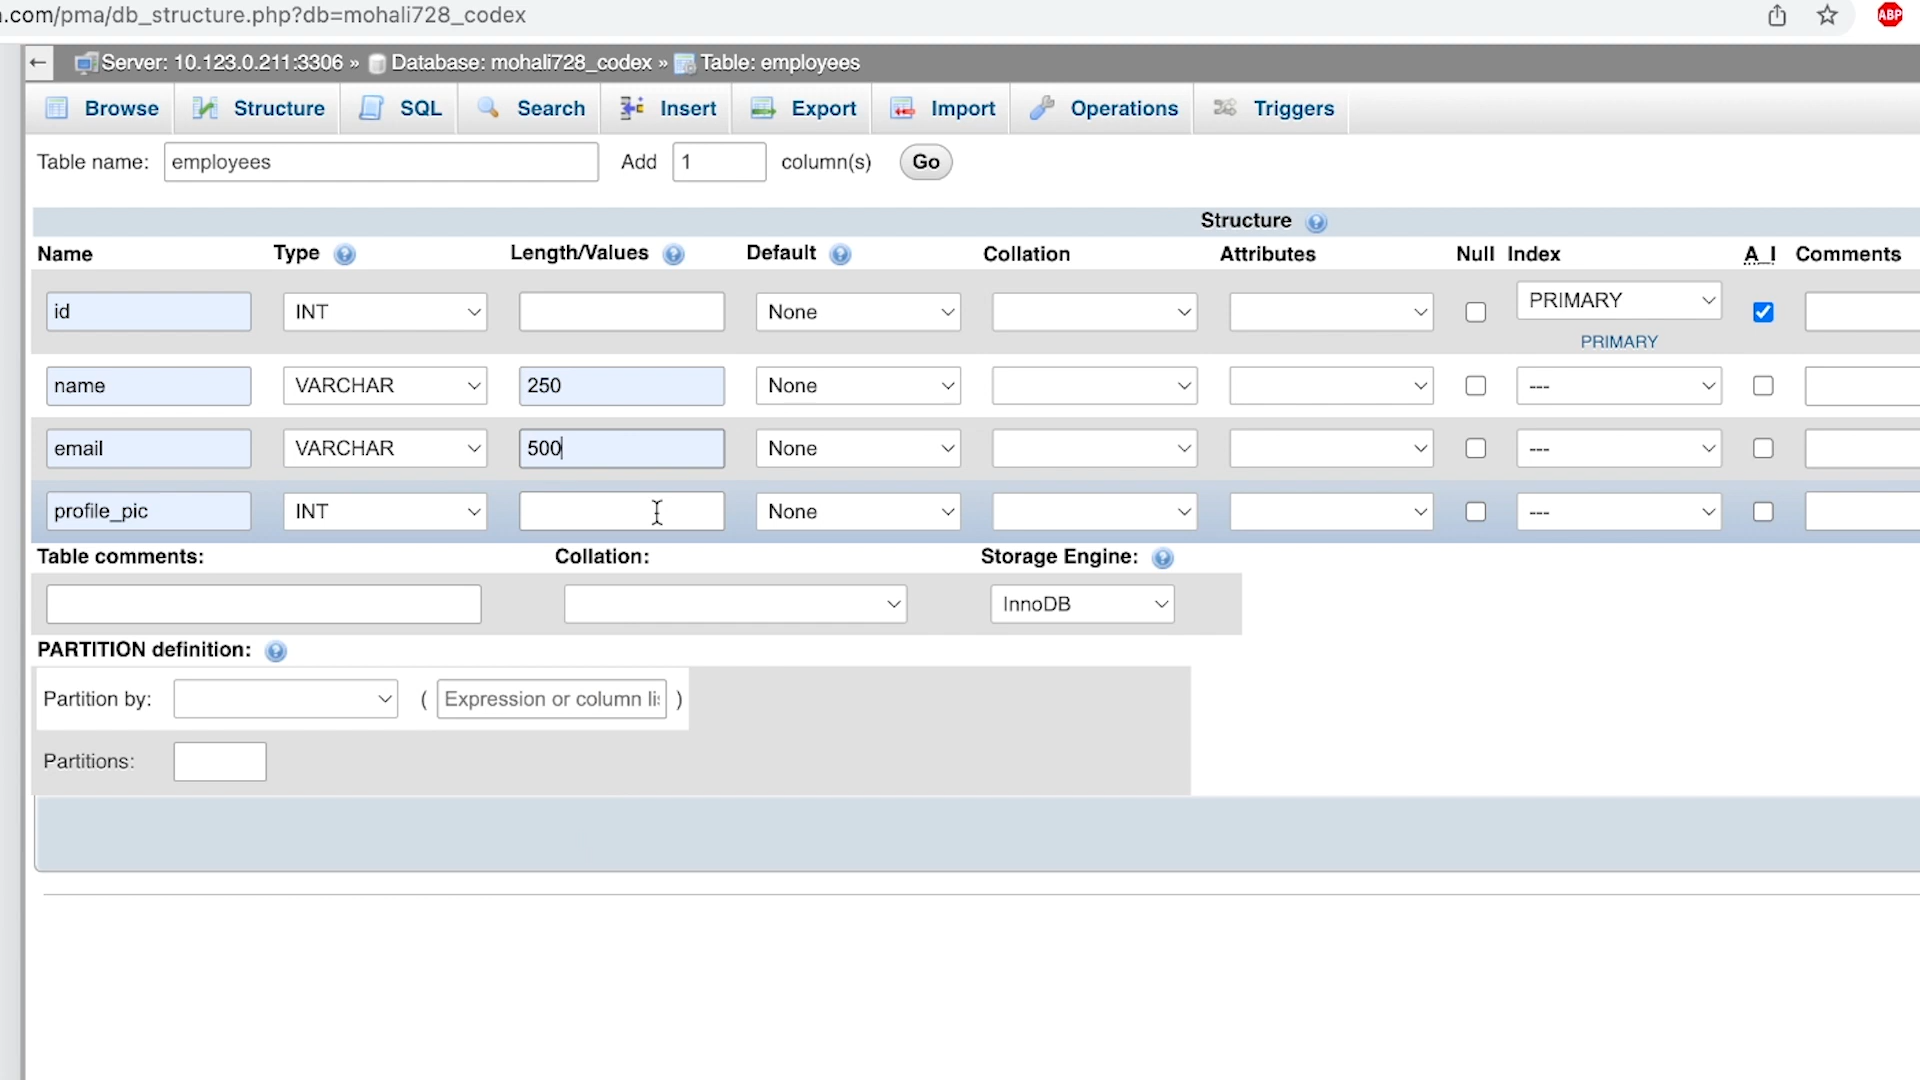 .com/pma/db_structure.php?db=mohali728_codex
ABP
← Server: 10.123.0.211:3306 » Database: mohali728_codex » Table: employees
Browse Structure SQL Search Insert Export Import Operations Triggers
Table name: employees Add 1 column(s) Go
Structure
Name Type Length/Values Default Collation Attributes Null Index A_I Comments
id INT None PRIMARY
PRIMARY
name VARCHAR 250 None ---
email VARCHAR 500 None ---
profile_pic INT None ---
Table comments: Collation: Storage Engine:
InnoDB
PARTITION definition:
Partition by: ( Expression or column li )
Partitions: